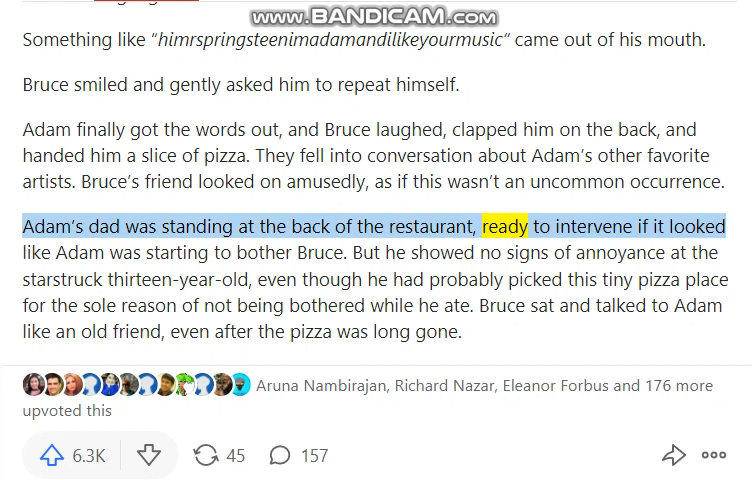 www.BANDICAM.com
Something like “himrspringsteenimadamandilikeyourmusic“ came out of his mouth.
Bruce smiled and gently asked him to repeat himself.
Adam finally got the words out, and Bruce laughed, clapped him on the back, and
handed him a slice of pizza. They fell into conversation about Adam’s other favorite
artists. Bruce’s friend looked on amusedly, as if this wasn’t an uncommon occurrence.
Adam’s dad was standing at the back of the restaurant, ready to intervene if it looked
like Adam was starting to bother Bruce. But he showed no signs of annoyance at the
starstruck thirteen-year-old, even though he had probably picked this tiny pizza place
for the sole reason of not being bothered while he ate. Bruce sat and talked to Adam
like an old friend, even after the pizza was long gone.
Aruna Nambirajan, Richard Nazar, Eleanor Forbus and 176 more
upvoted this
6.3K 45 157